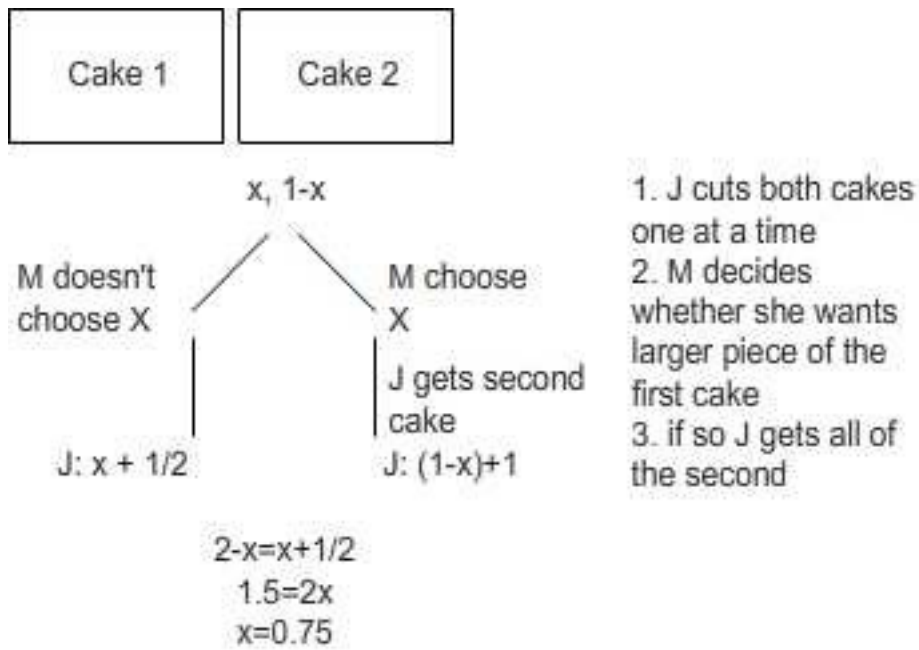 Cake 1
Cake 2
x, 1-x
M doesn't
choose X
M choose
X
J gets second
cake
J: x + 1/2
J: (1-x)+1
2-x=x+1/2
1.5=2x
x=0.75
1. J cuts both cakes
one at a time
2. M decides
whether she wants
larger piece of the
first cake
3. if so J gets all of
the second